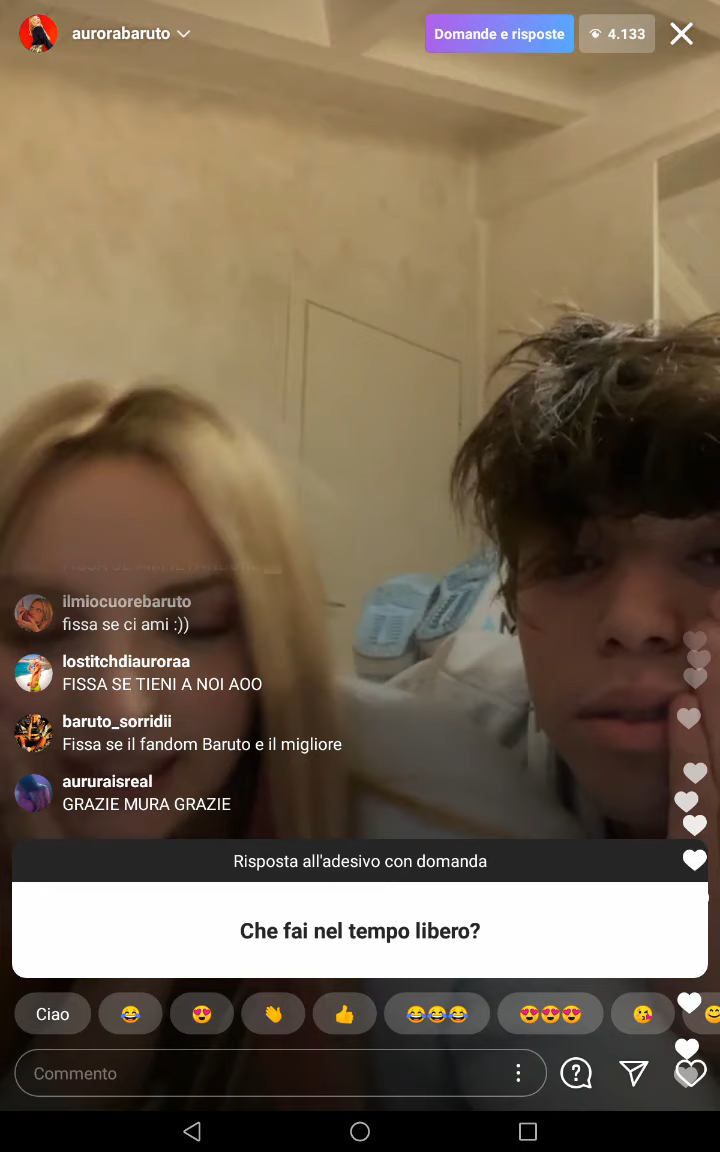 aurorabaruto
Domande e risposte
4.133
ilmiocuorebaruto
fissa se ci ami :))
lostitchdiauroraa
FISSA SE TIENI A NOI AOO
baruto_sorridii
Fissa se il fandom Baruto e il migliore
aururaisreal
GRAZIE MURA GRAZIE
Risposta all'adesivo con domanda
Che fai nel tempo libero?
Ciao
Commento